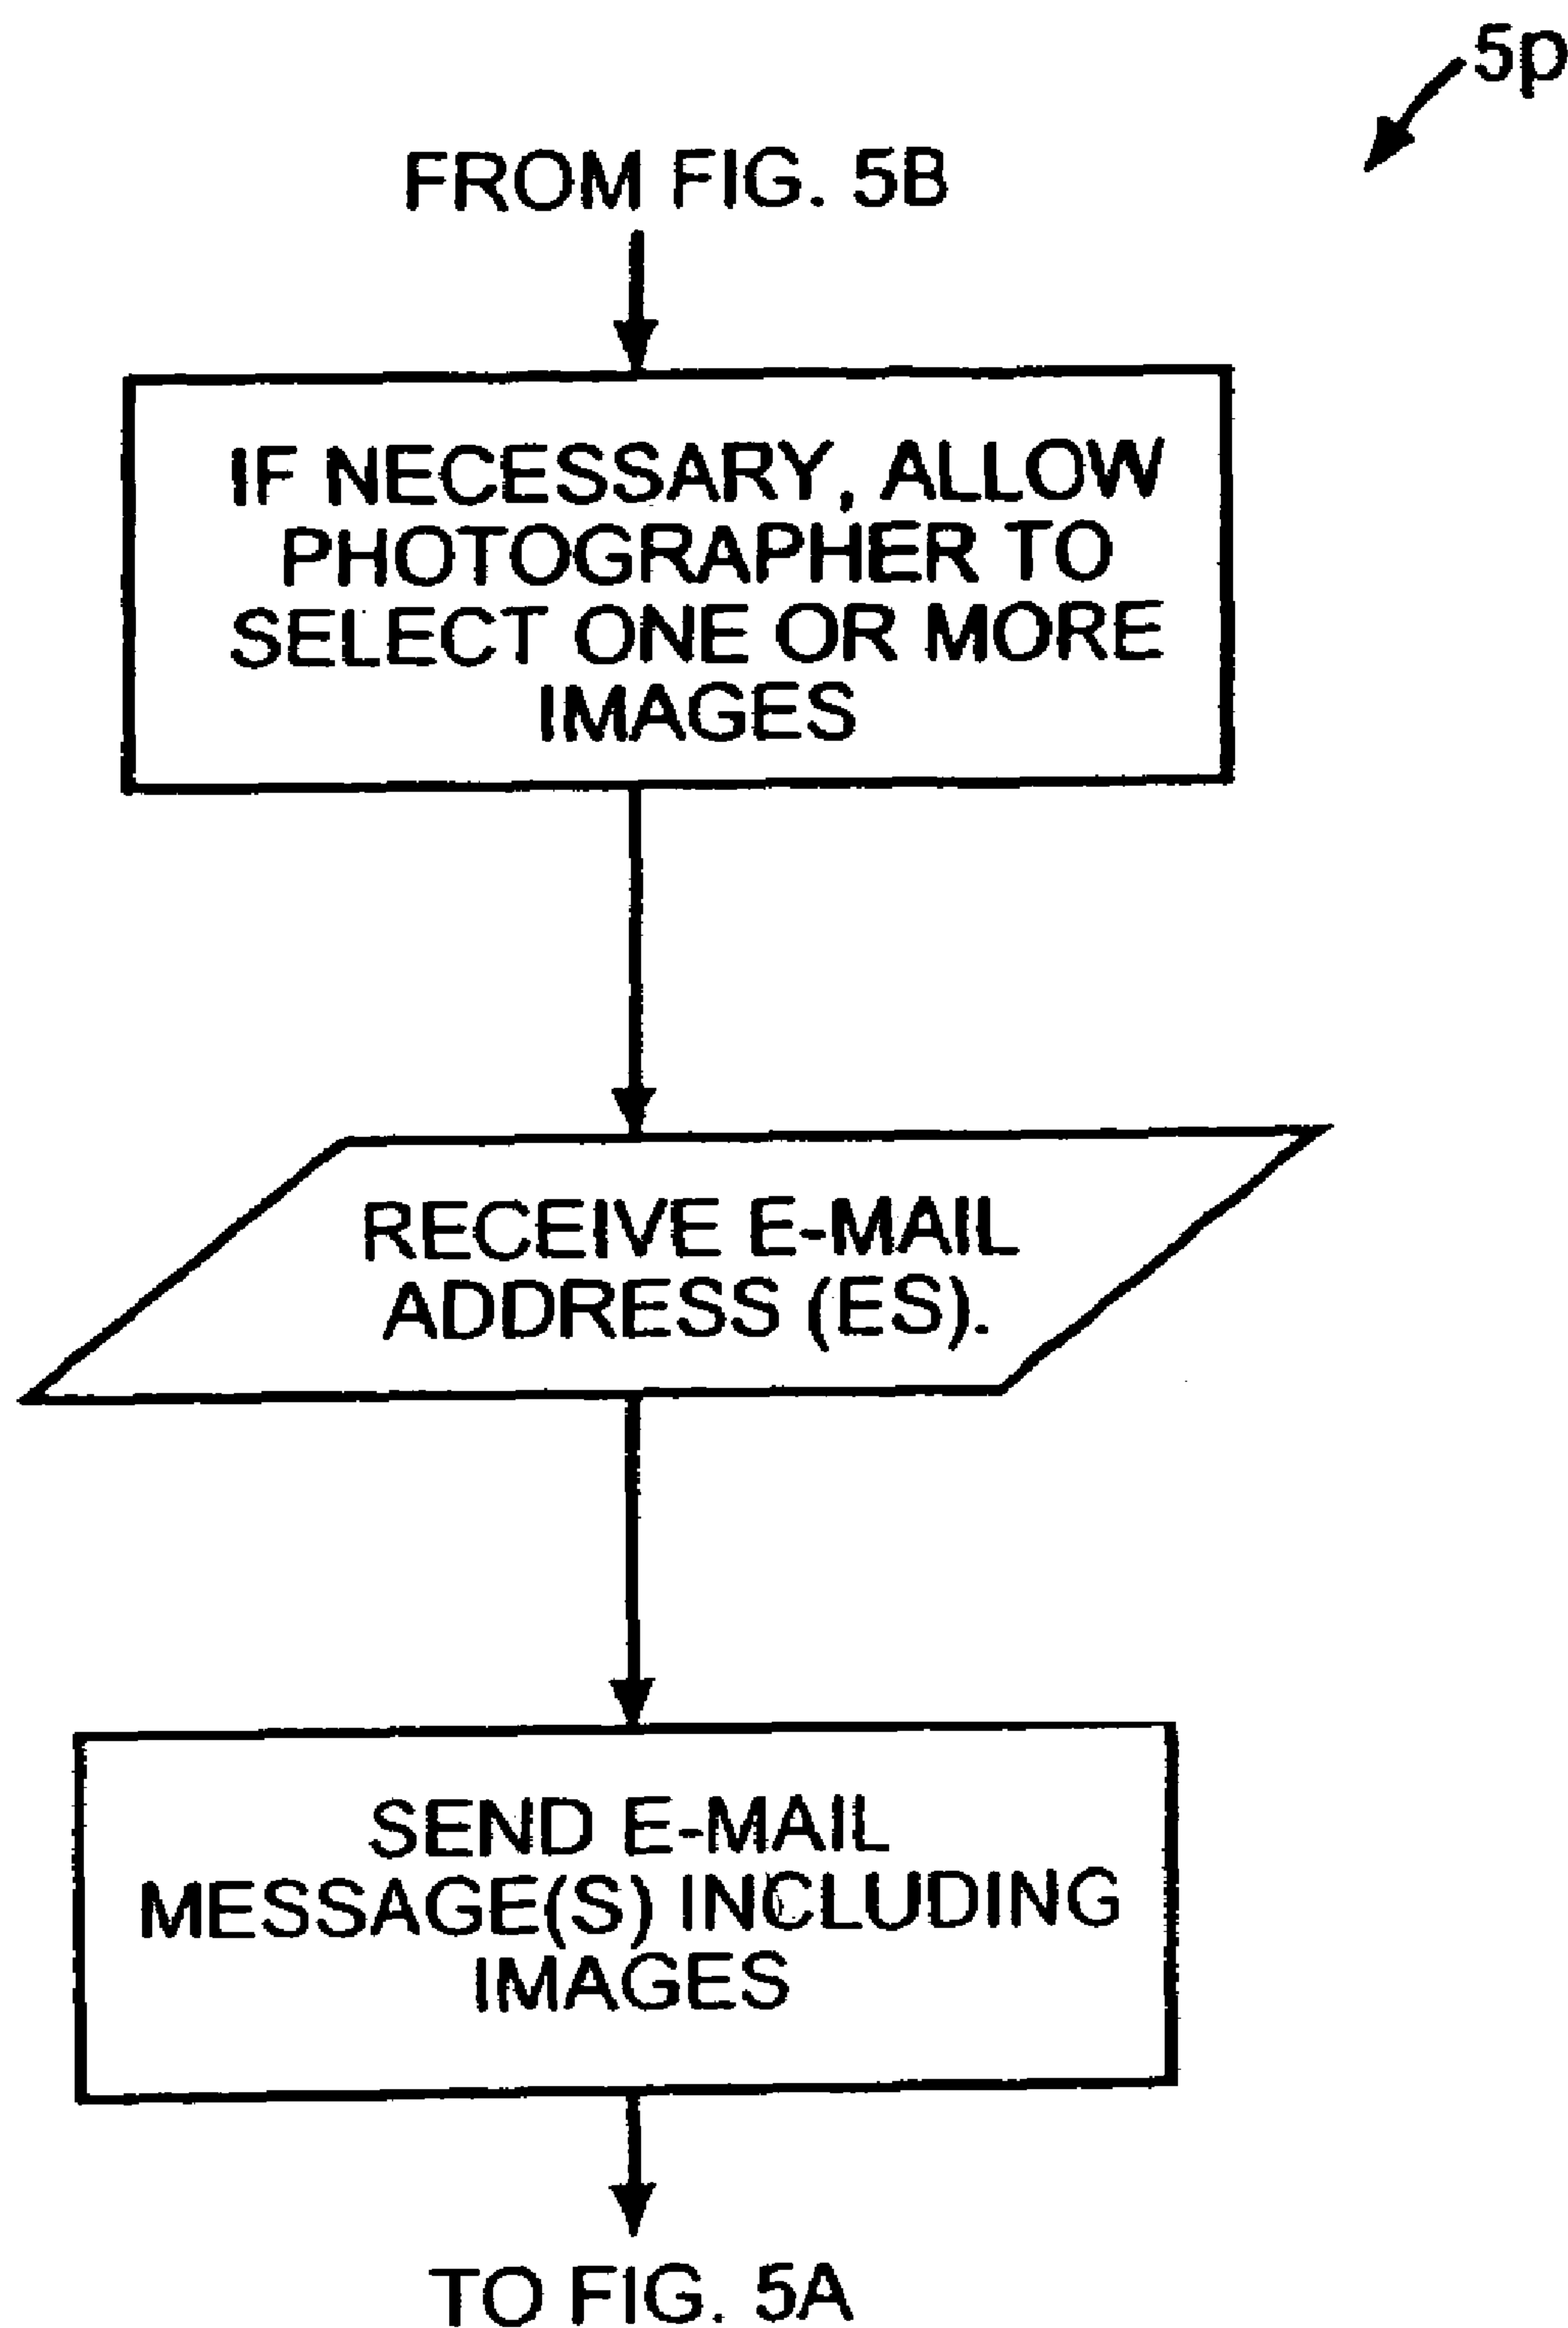 5p
FROM FIG. 5B
IF NECESSARY, ALLOW
PHOTOGRAPHER TO
SELECT ONE OR MORE
IMAGES
RECEIVE E-MAIL
ADDRESS (ES).
SEND E-MAIL
MESSAGE(S) INCLUDING
IMAGES
TO FIG. 5A